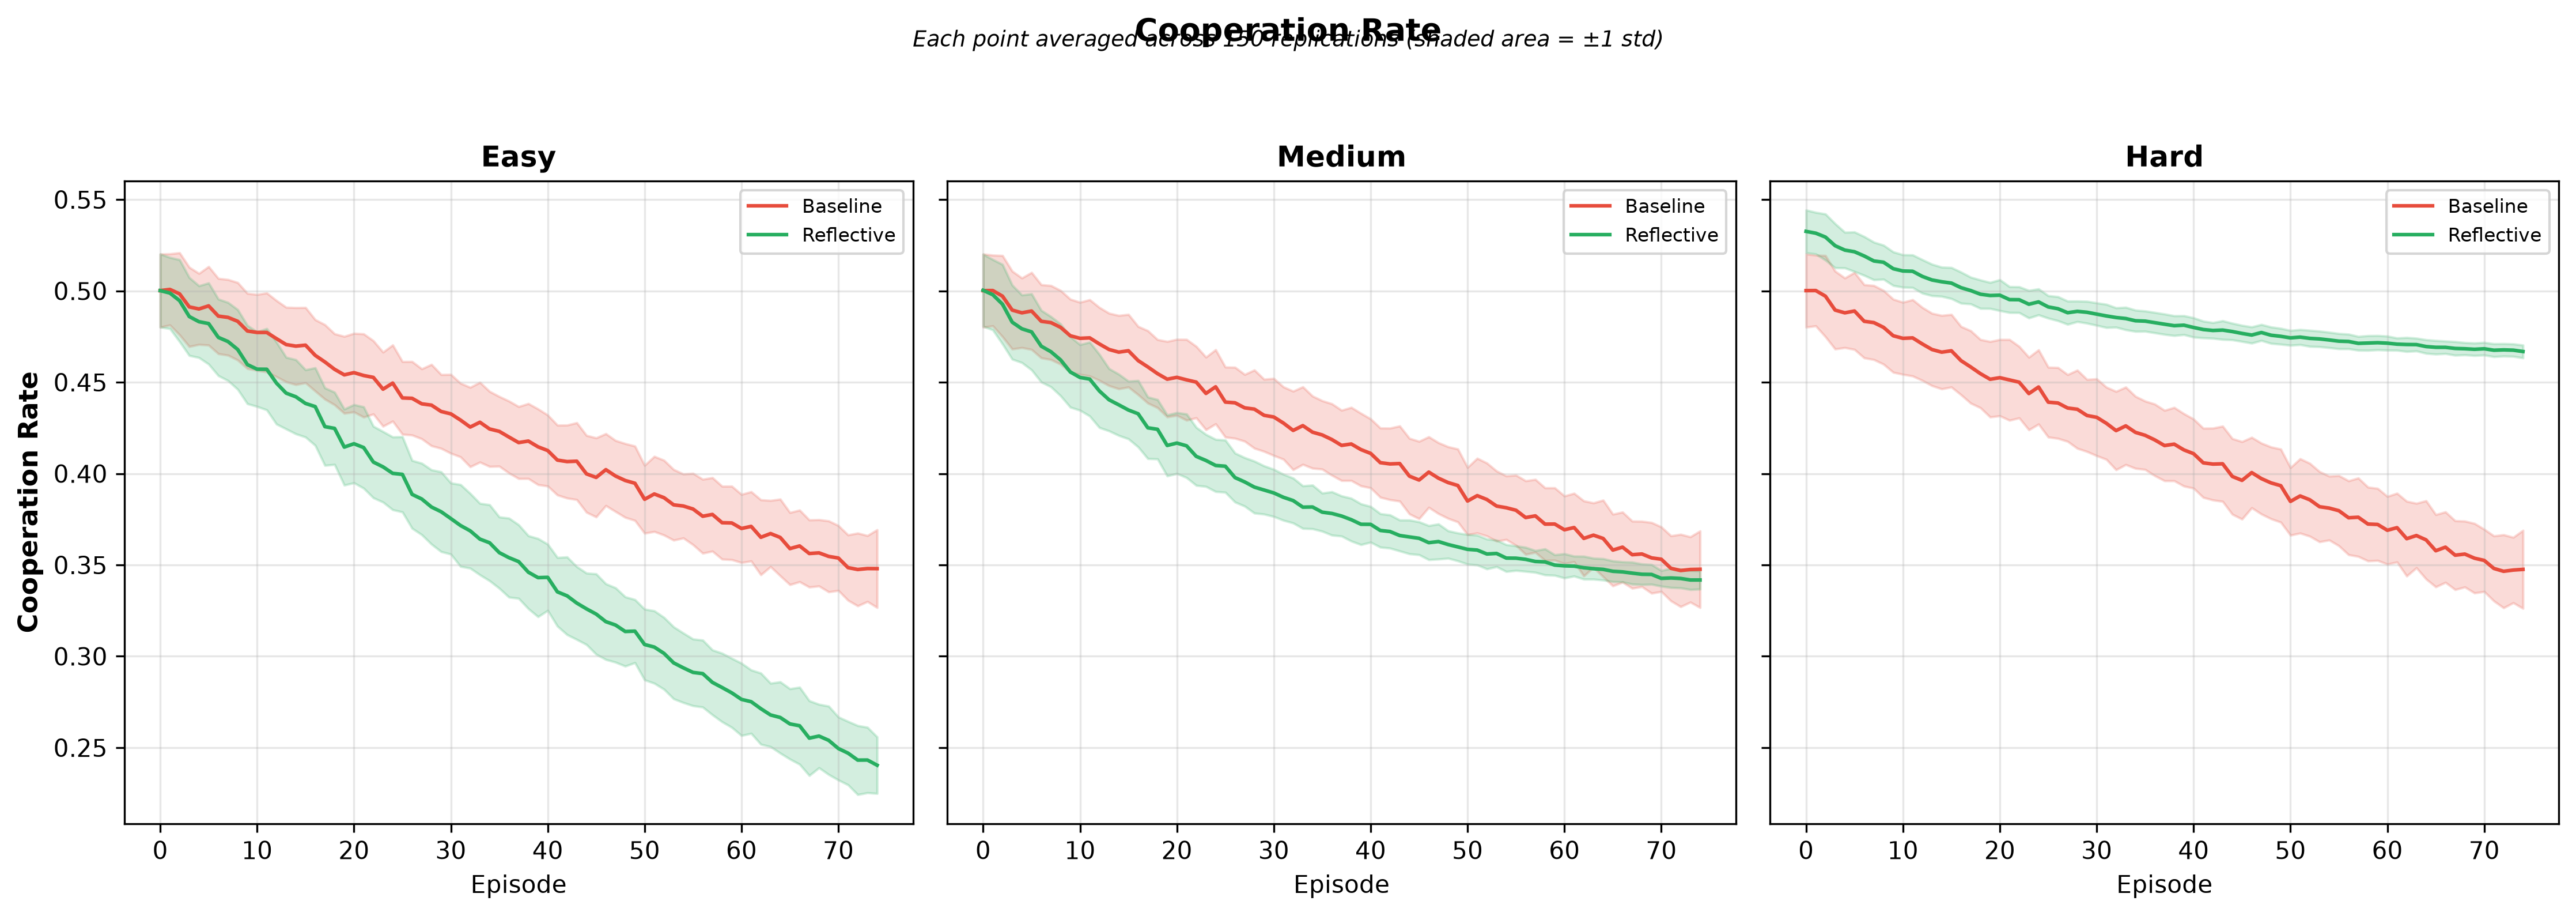 Cooperation Rate
Each point averaged across 150 replications (shaded area = ±1 std)
Easy
Medium
Hard
Cooperation Rate
0.55
0.50
0.45
0.40
0.35
0.30
0.25
Baseline
Reflective
Baseline
Reflective
Baseline
Reflective
0 10 20 30 40 50 60 70
0 10 20 30 40 50 60 70
0 10 20 30 40 50 60 70
Episode
Episode
Episode